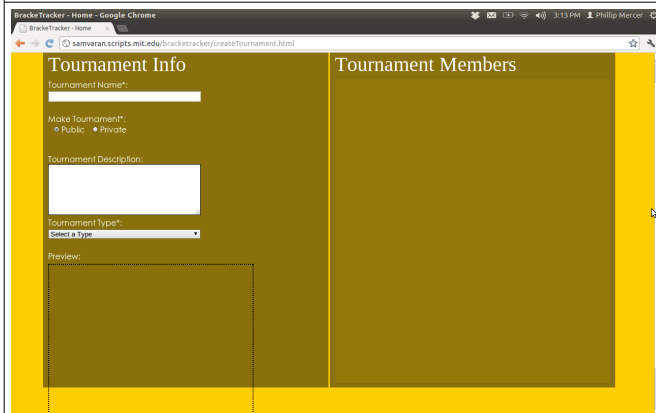 BrackeTracker - Home - Google Chrome
3:13 PM Phillip Mercer
BrackeTracker - Home
samvaran.scripts.mit.edu/bracketracker/createTournament.html
Tournament Info
Tournament Name*:
Make Tournament*:
Public Private
Tournament Description:
Tournament Type*:
Select a Type
Preview:
Tournament Members